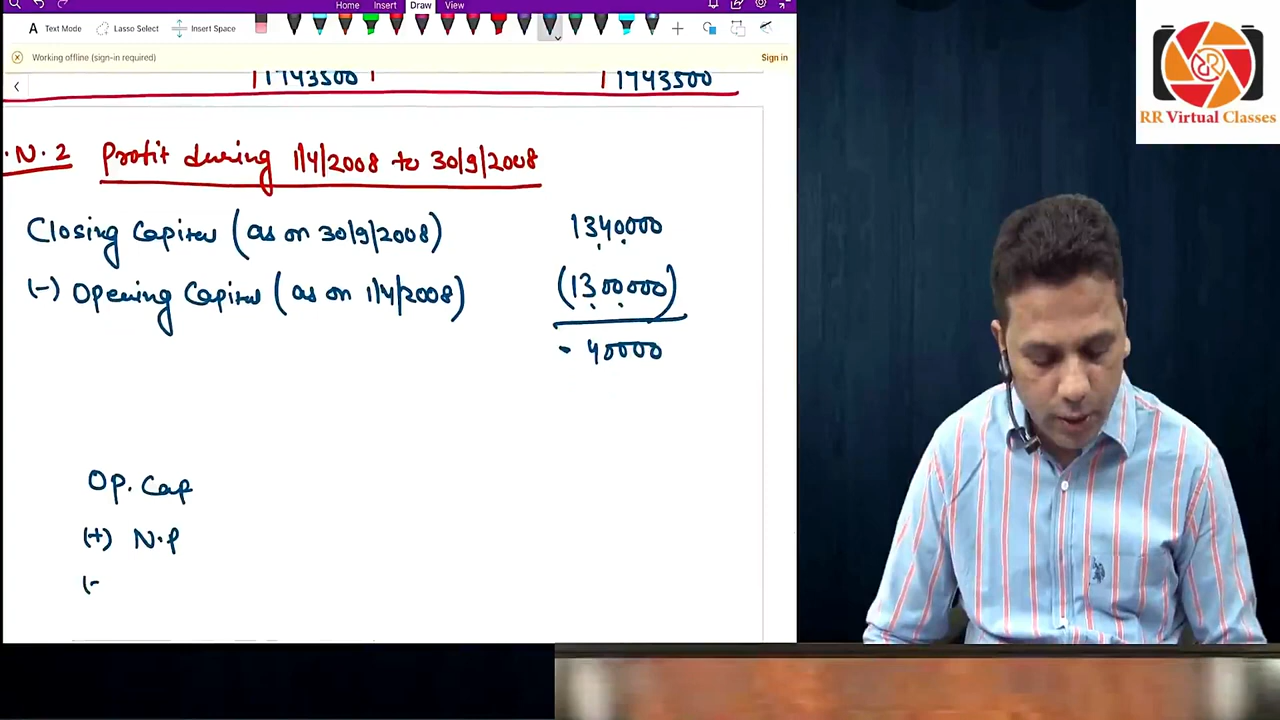 Home Insert Draw View
Text Mode Lasso Select Insert Space
Working offline (sign-in required) Sign in
1743500 1743500
.N.2 Profit during 1/4/2008 to 30/9/2008
Closing Capital (as on 30/9/2008) 1340000
(-) Opening Capital (as on 1/4/2008) (1300000)
40000
Op. Cap
(+) N.P
(-
RR Virtual Classes